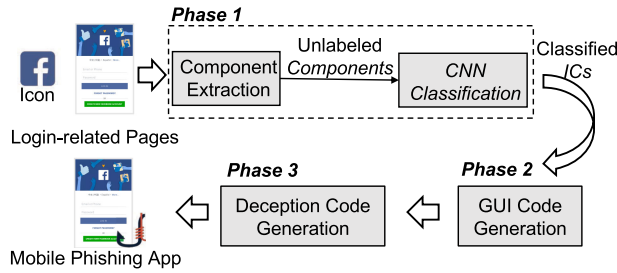 Phase 1
Icon
Login-related Pages
Component
Extraction
Unlabeled
Components
CNN
Classification
Classified
ICs
Phase 2
GUI Code
Generation
Phase 3
Deception Code
Generation
Mobile Phishing App